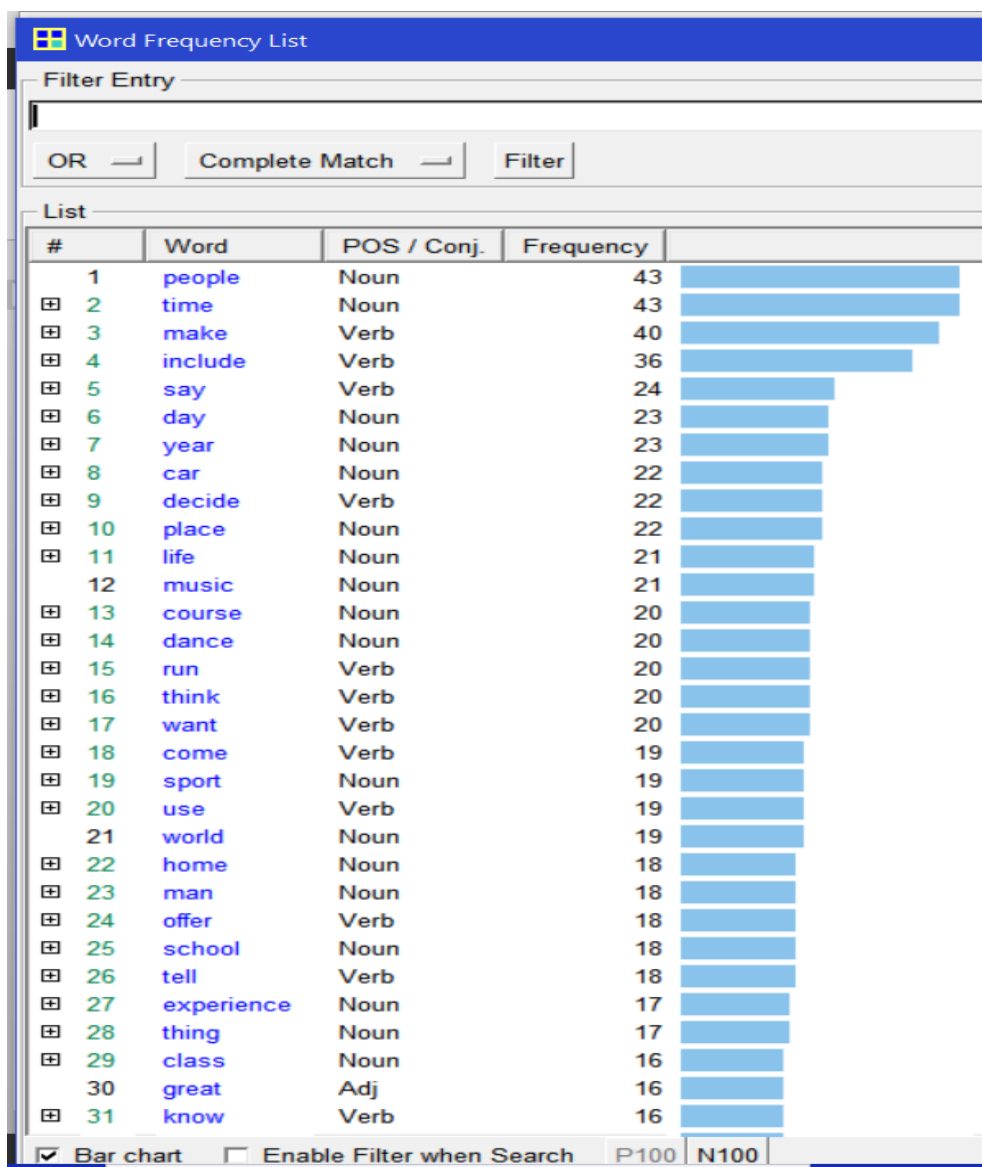 Word Frequency List
Filter Entry
OR Complete Match Filter
List
# Word POS / Conj. Frequency
1 people Noun 43
2 time Noun 43
3 make Verb 40
4 include Verb 36
5 say Verb 24
6 day Noun 23
7 year Noun 23
8 car Noun 22
9 decide Verb 22
10 place Noun 22
11 life Noun 21
12 music Noun 21
13 course Noun 20
14 dance Noun 20
15 run Verb 20
16 think Verb 20
17 want Verb 20
18 come Verb 19
19 sport Noun 19
20 use Verb 19
21 world Noun 19
22 home Noun 18
23 man Noun 18
24 offer Verb 18
25 school Noun 18
26 tell Verb 18
27 experience Noun 17
28 thing Noun 17
29 class Noun 16
30 great Adj 16
31 know Verb 16
Bar chart Enable Filter when Search P100 N100